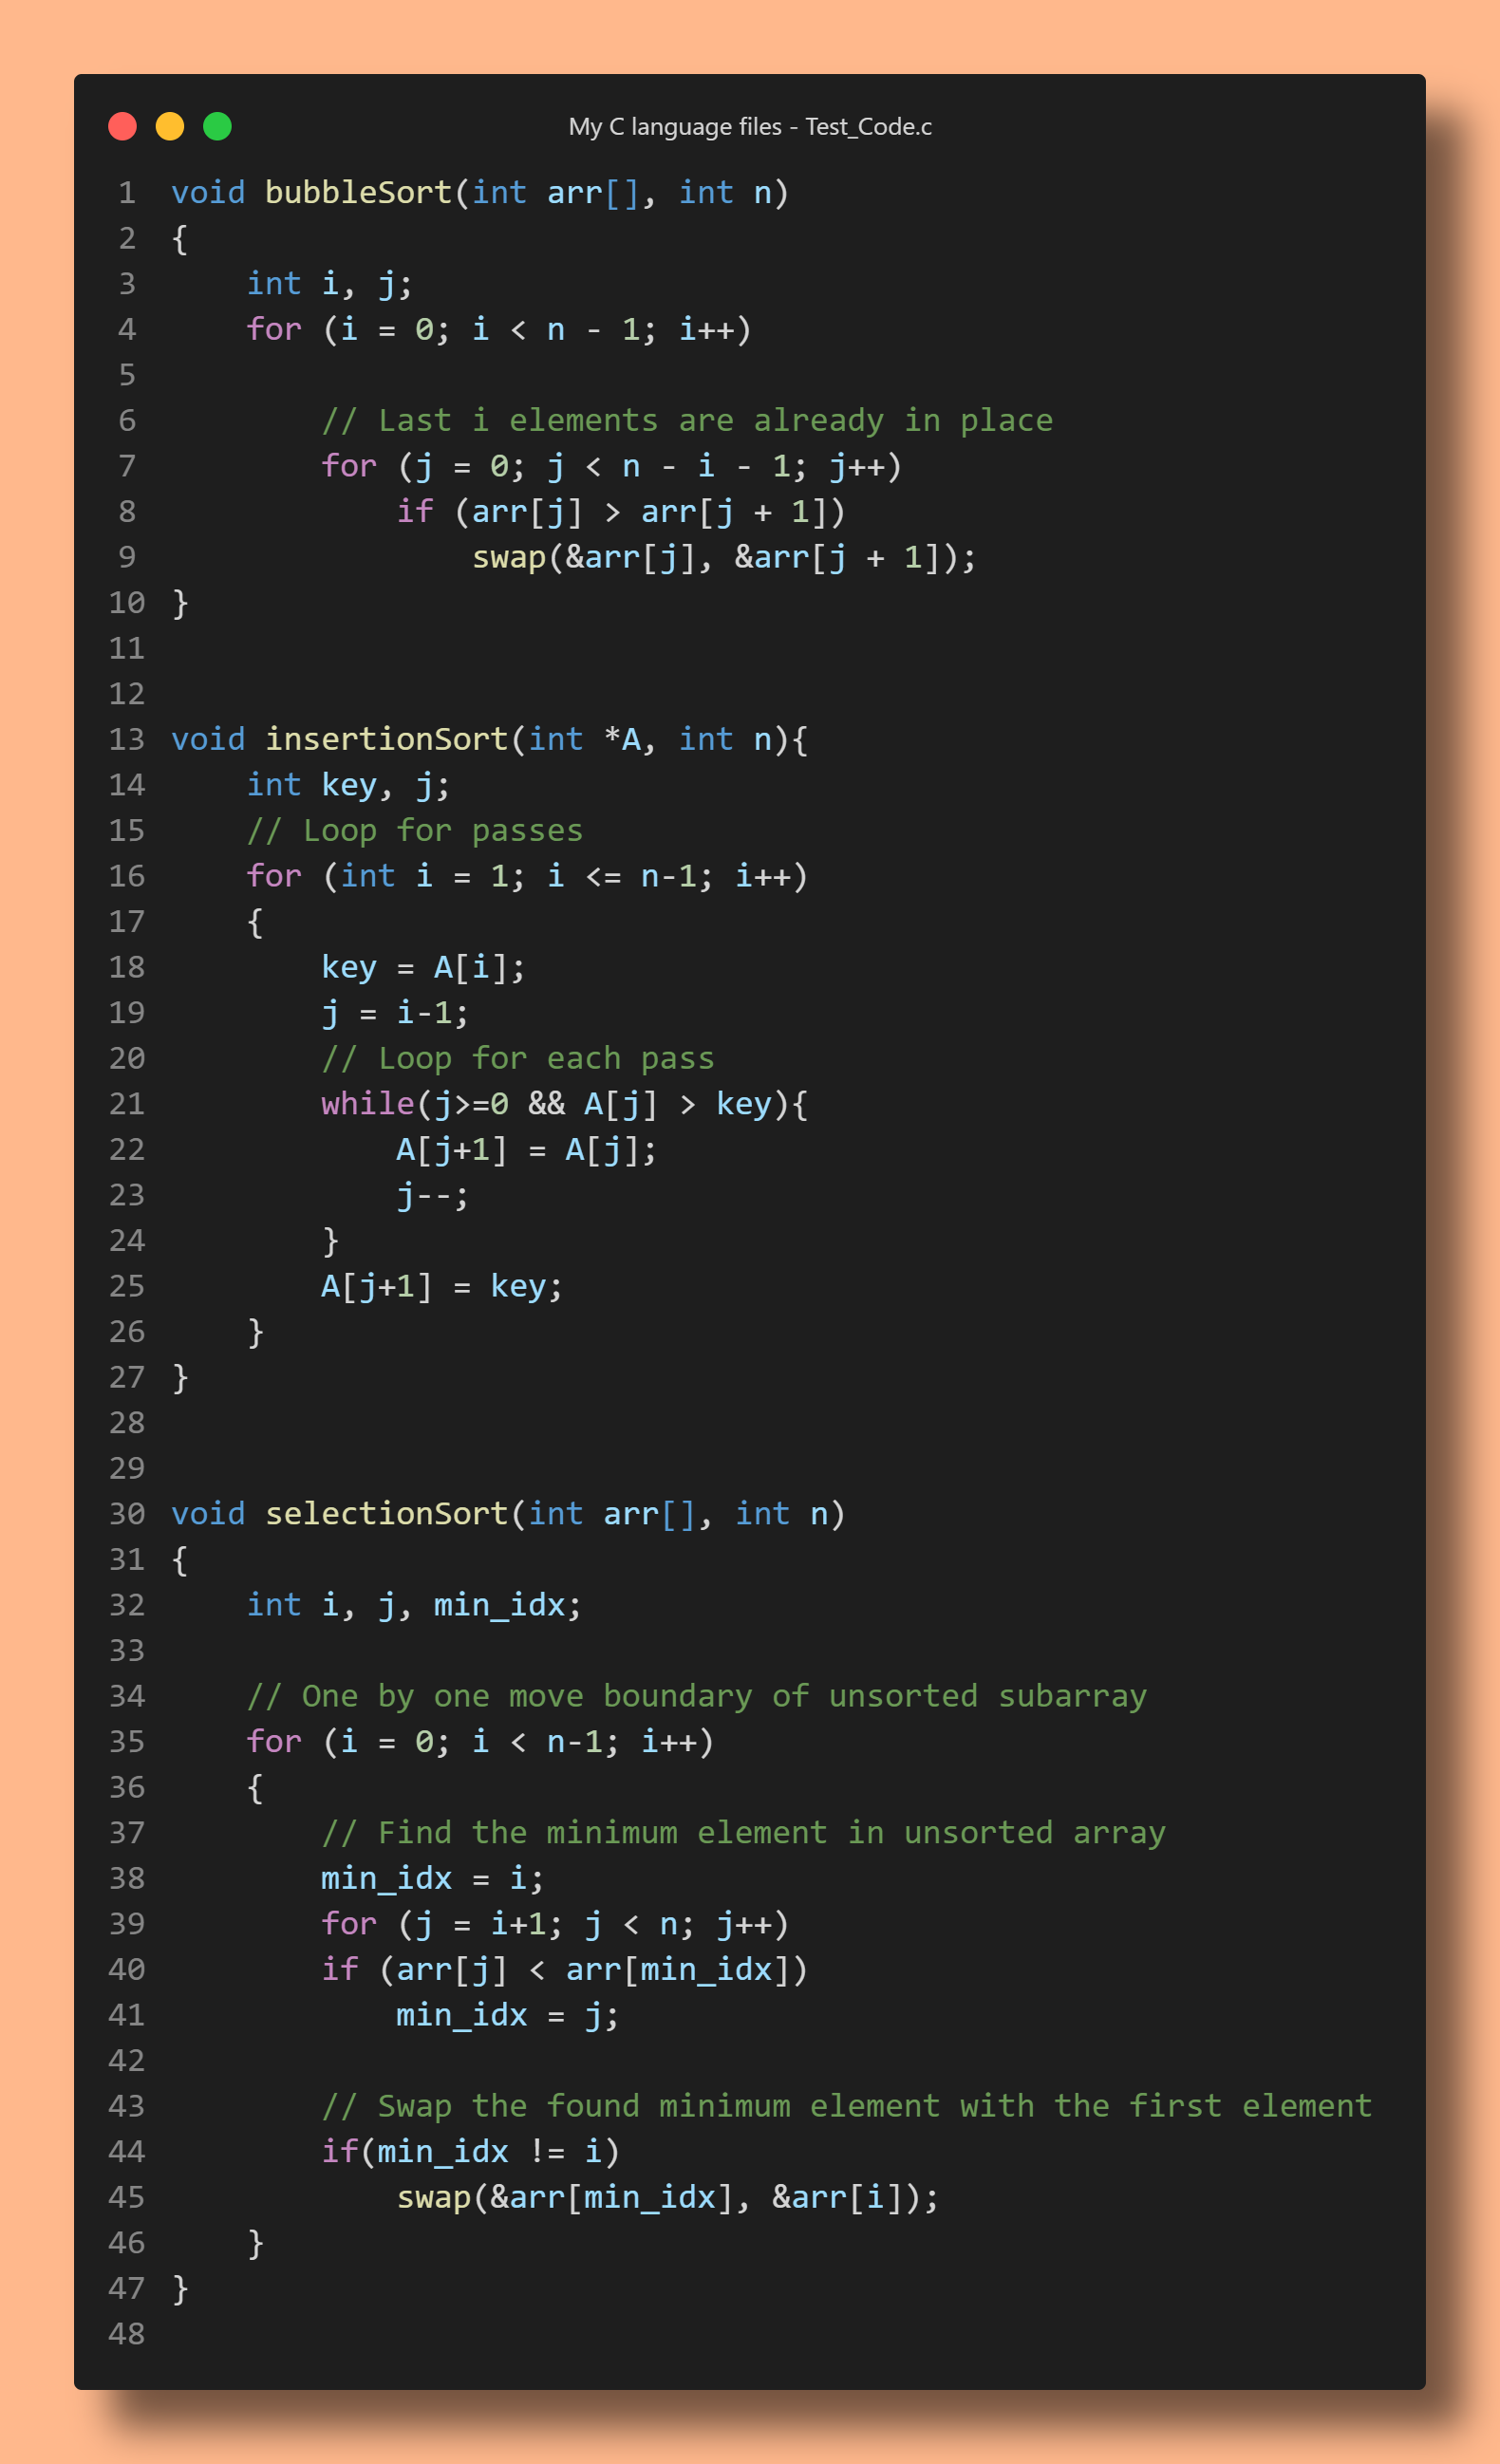 My C language files - Test_Code.c
1 void bubbleSort(int arr[], int n)
2 {
3     int i, j;
4     for (i = 0; i < n - 1; i++)
5
6         // Last i elements are already in place
7         for (j = 0; j < n - i - 1; j++)
8             if (arr[j] > arr[j + 1])
9                 swap(&arr[j], &arr[j + 1]);
10 }
11
12
13 void insertionSort(int *A, int n){
14     int key, j;
15     // Loop for passes
16     for (int i = 1; i <= n-1; i++)
17     {
18         key = A[i];
19         j = i-1;
20         // Loop for each pass
21         while(j>=0 && A[j] > key){
22             A[j+1] = A[j];
23             j--;
24         }
25         A[j+1] = key;
26     }
27 }
28
29
30 void selectionSort(int arr[], int n)
31 {
32     int i, j, min_idx;
33
34     // One by one move boundary of unsorted subarray
35     for (i = 0; i < n-1; i++)
36     {
37         // Find the minimum element in unsorted array
38         min_idx = i;
39         for (j = i+1; j < n; j++)
40         if (arr[j] < arr[min_idx])
41             min_idx = j;
42
43         // Swap the found minimum element with the first element
44         if(min_idx != i)
45             swap(&arr[min_idx], &arr[i]);
46     }
47 }
48